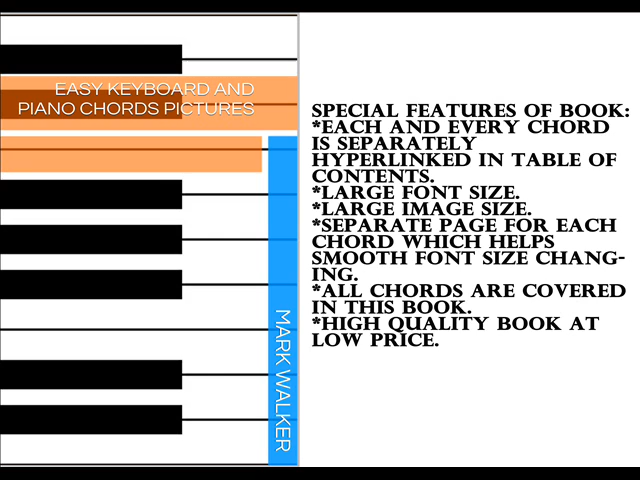 EASY KEYBOARD AND
PIANO CHORDS PICTURES
MARK WALKER
SPECIAL FEATURES OF BOOK:
*EACH AND EVERY CHORD
IS SEPARATELY
HYPERLINKED IN TABLE OF
CONTENTS.
*LARGE FONT SIZE.
*LARGE IMAGE SIZE.
*SEPARATE PAGE FOR EACH
CHORD WHICH HELPS
SMOOTH FONT SIZE CHANG-
ING.
*ALL CHORDS ARE COVERED
IN THIS BOOK.
*HIGH QUALITY BOOK AT
LOW PRICE.